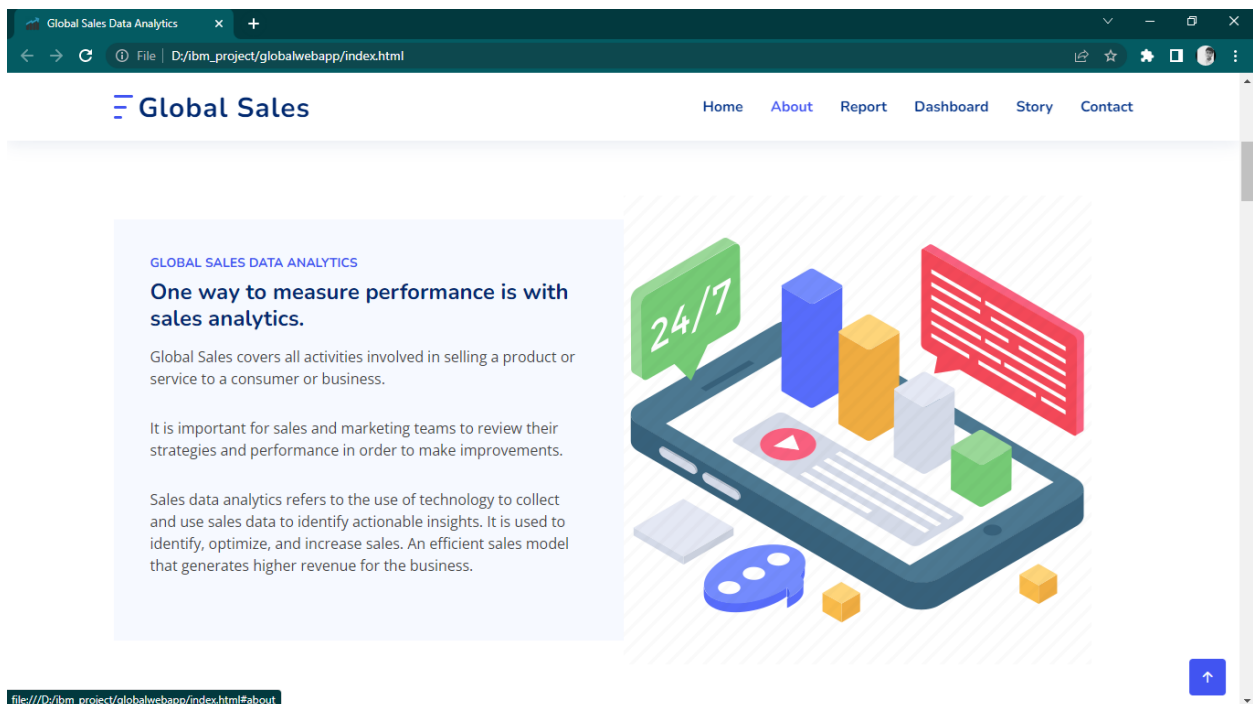 Global Sales Data Analytics
File | D:/ibm_project/globalwebapp/index.html
Global Sales
Home About Report Dashboard Story Contact
GLOBAL SALES DATA ANALYTICS
One way to measure performance is with
sales analytics.
Global Sales covers all activities involved in selling a product or
service to a consumer or business.
It is important for sales and marketing teams to review their
strategies and performance in order to make improvements.
Sales data analytics refers to the use of technology to collect
and use sales data to identify actionable insights. It is used to
identify, optimize, and increase sales. An efficient sales model
that generates higher revenue for the business.
24/7
file:///D:/ibm_project/globalwebapp/index.html#about